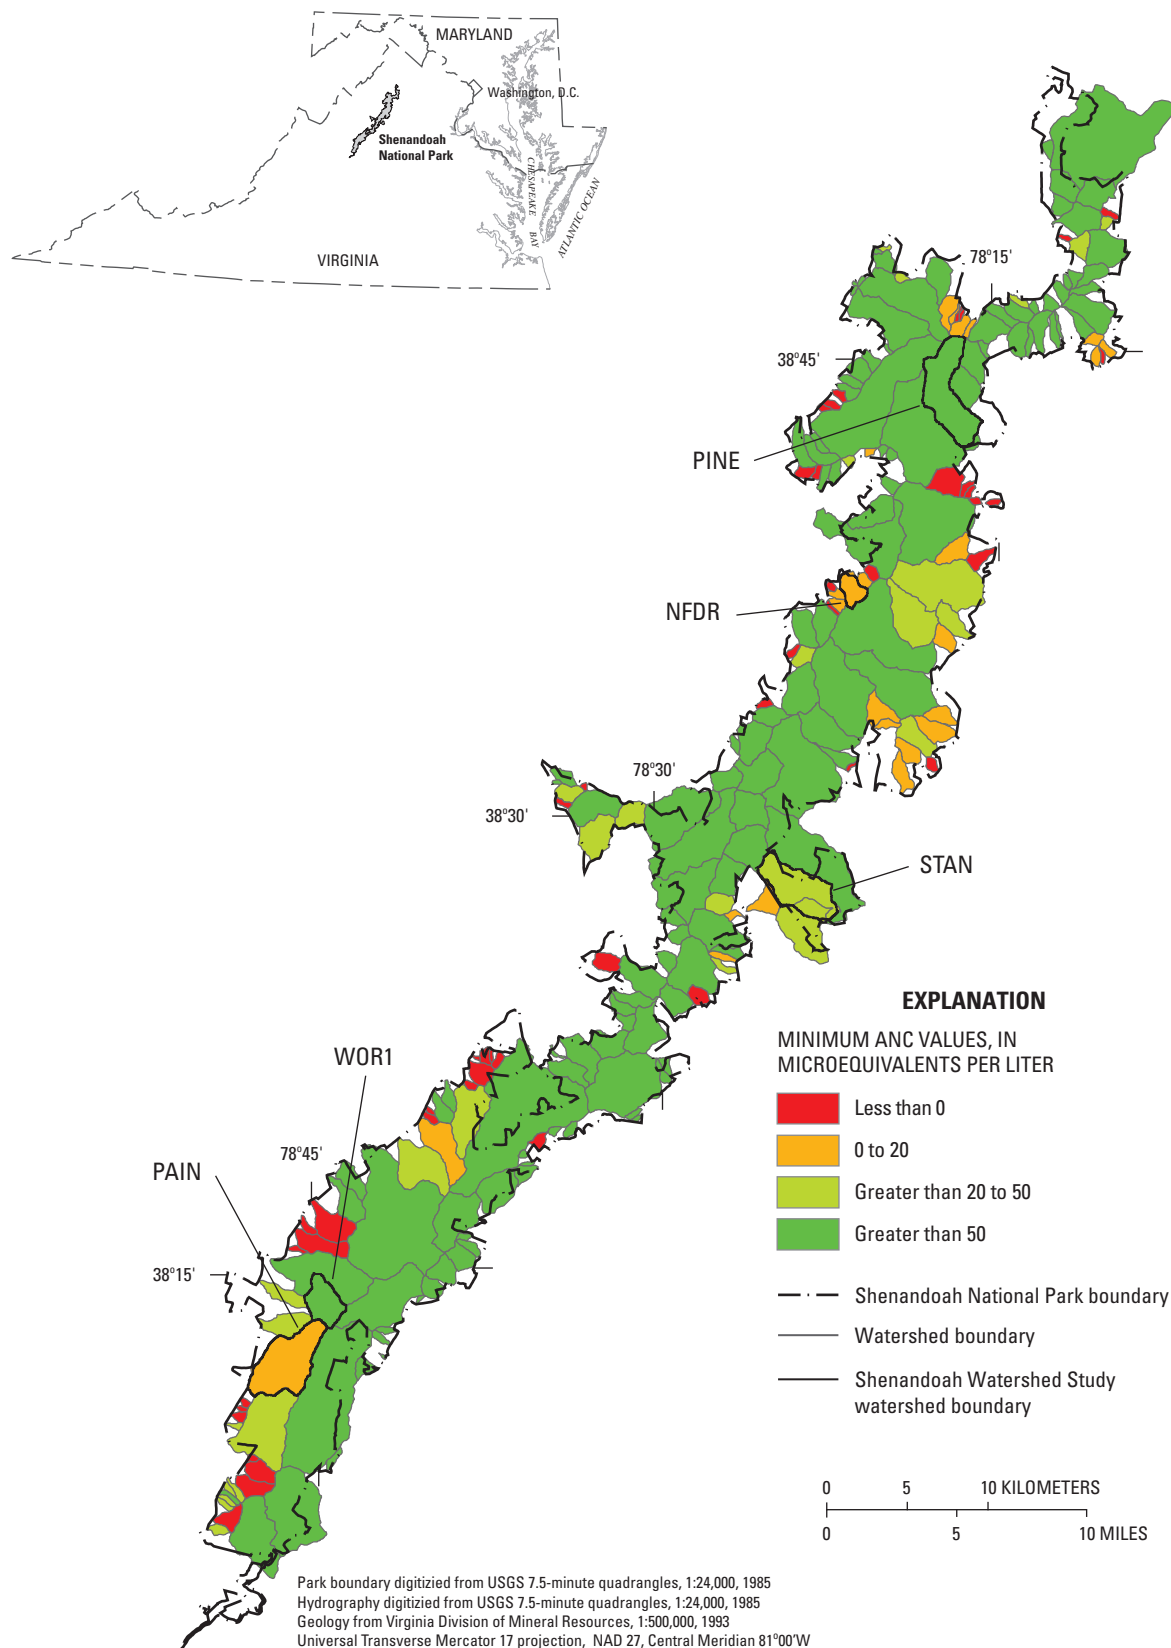 MARYLAND
Washington, D.C.
Shenandoah
National Park
CHESAPEAKE
BAY
ATLANTIC OCEAN
VIRGINIA
78°15'
38°45'
PINE
NFDR
78°30'
38°30'
STAN
WOR1
78°45'
PAIN
38°15'
EXPLANATION
MINIMUM ANC VALUES, IN
MICROEQUIVALENTS PER LITER
Less than 0
0 to 20
Greater than 20 to 50
Greater than 50
Shenandoah National Park boundary
Watershed boundary
Shenandoah Watershed Study
watershed boundary
0 5 10 KILOMETERS
0 5 10 MILES
Park boundary digitizied from USGS 7.5-minute quadrangles, 1:24,000, 1985
Hydrography digitizied from USGS 7.5-minute quadrangles, 1:24,000, 1985
Geology from Virginia Division of Mineral Resources, 1:500,000, 1993
Universal Transverse Mercator 17 projection, NAD 27, Central Meridian 81°00'W